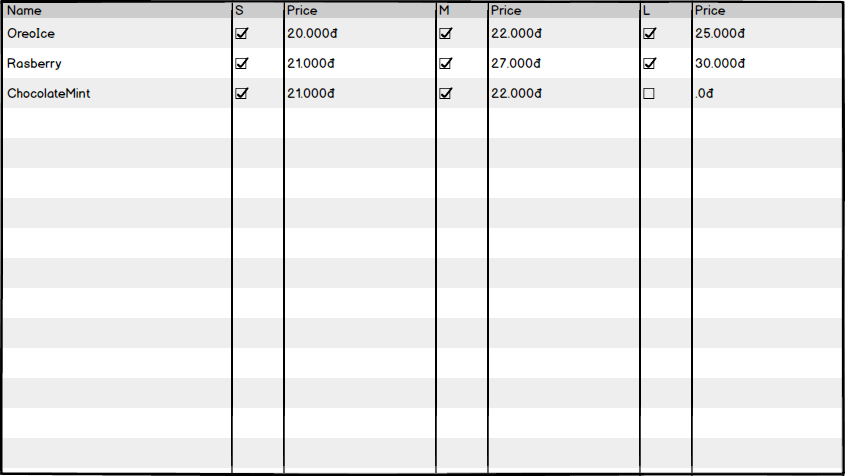 Name S Price M Price L Price
OreoIce 20.000đ 22.000đ 25.000đ
Rasberry 21.000đ 27.000đ 30.000đ
ChocolateMint 21.000đ 22.000đ .0đ